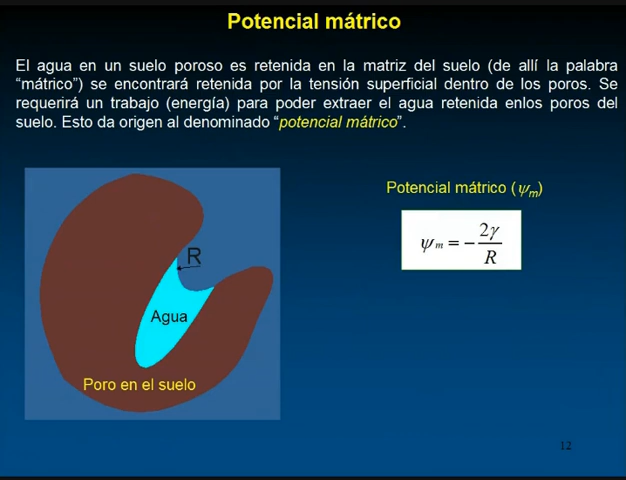 Potencial mátrico
El agua en un suelo poroso es retenida en la matriz del suelo (de allí la palabra
“mátrico”) se encontrará retenida por la tensión superficial dentro de los poros. Se
requerirá un trabajo (energía) para poder extraer el agua retenida enlos poros del
suelo. Esto da origen al denominado “potencial mátrico”.
Potencial mátrico (ψm)
ψm = -2γ/R
R
Agua
Poro en el suelo
12